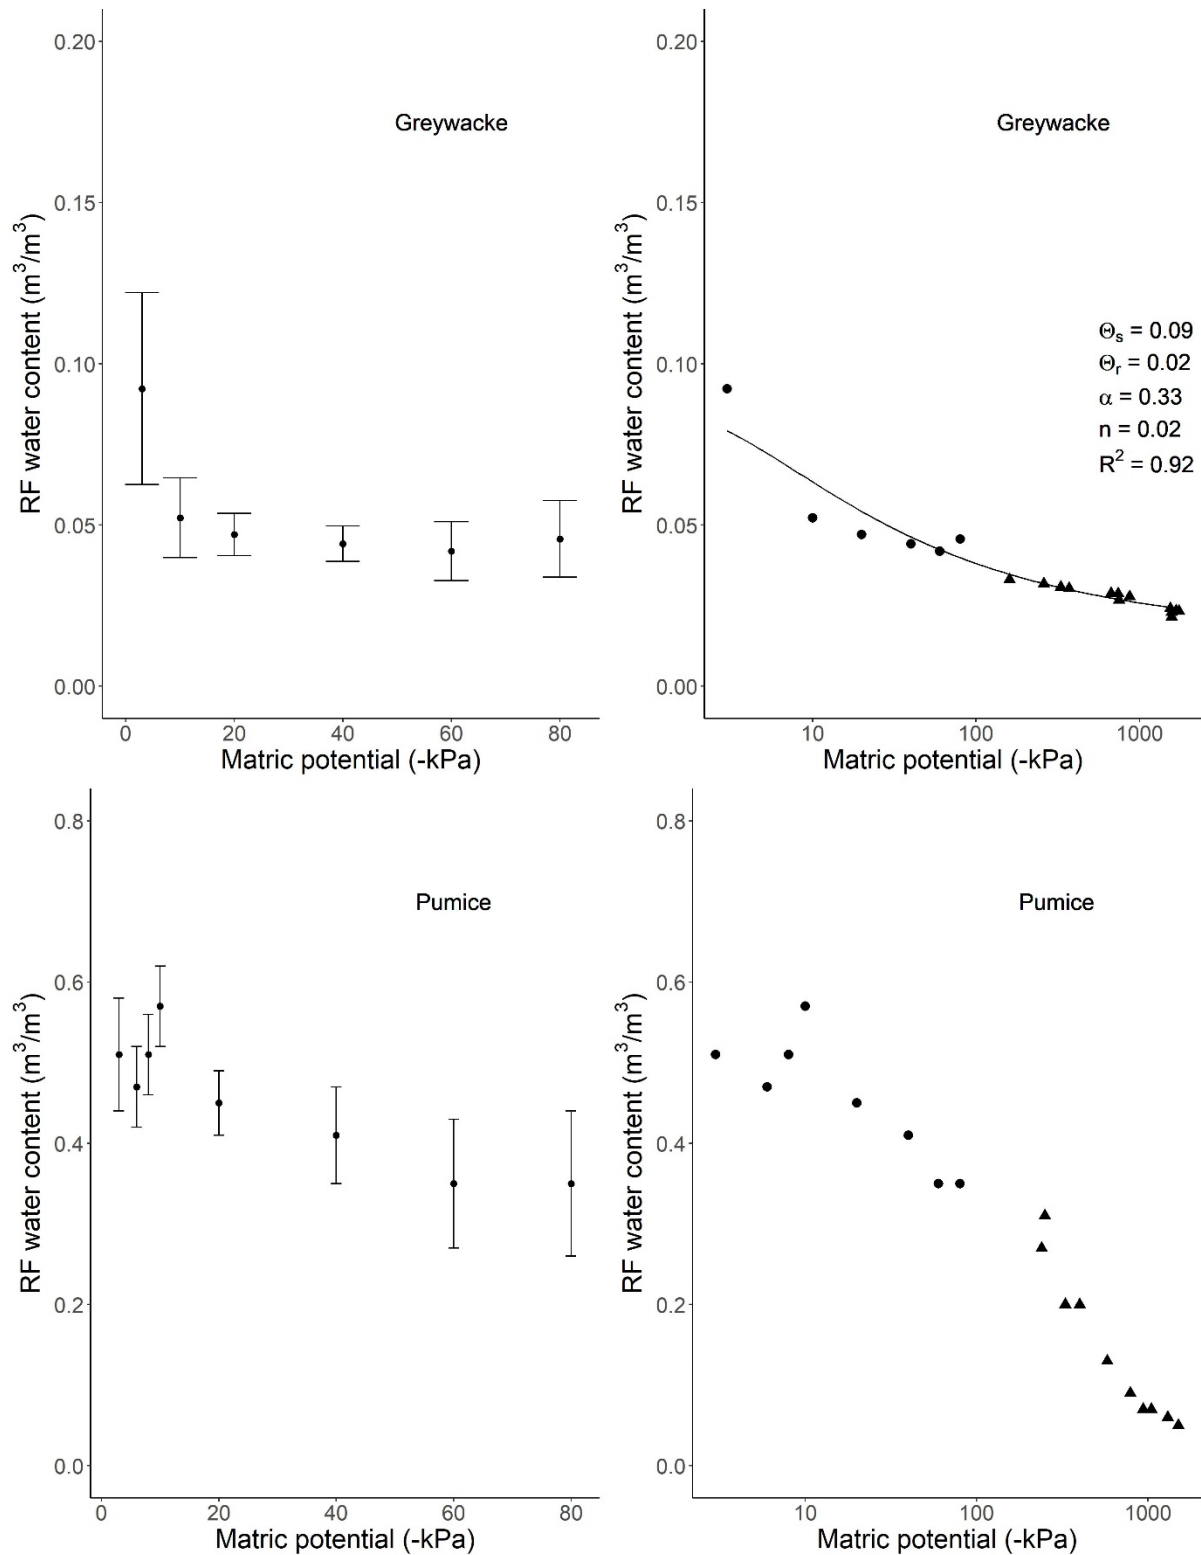 0.20
0.15
0.10
0.05
0.00
RF water content (m³/m³)
Greywacke
0
20
40
60
80
Matric potential (-kPa)
0.20
0.15
0.10
0.05
0.00
RF water content (m³/m³)
Greywacke
Θs = 0.09
Θr = 0.02
α = 0.33
n = 0.02
R² = 0.92
10
100
1000
Matric potential (-kPa)
0.8
0.6
0.4
0.2
0.0
RF water content (m³/m³)
Pumice
0
20
40
60
80
Matric potential (-kPa)
0.8
0.6
0.4
0.2
0.0
RF water content (m³/m³)
Pumice
10
100
1000
Matric potential (-kPa)